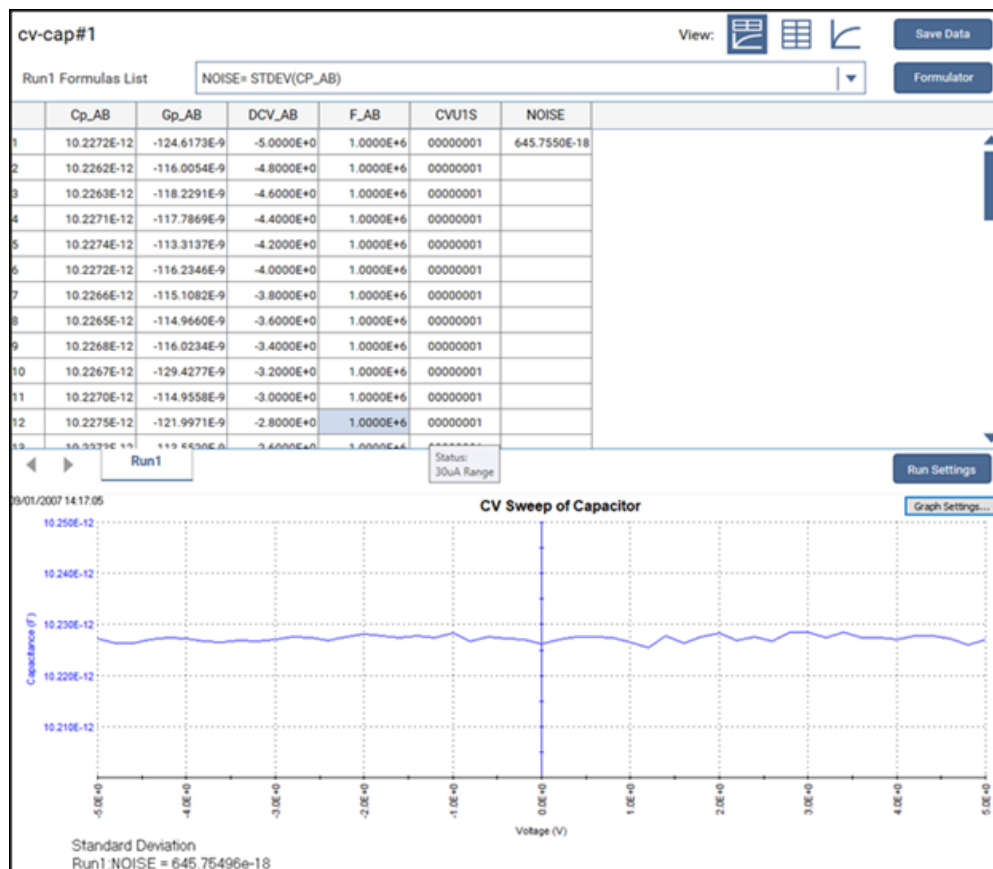 cv-cap#1
View:
Save Data
Run1 Formulas List
NOISE= STDEV(CP_AB)
Formulator
Cp_AB Gp_AB DCV_AB F_AB CVU1S NOISE
1 10.2272E-12 -124.6173E-9 -5.0000E+0 1.0000E+6 00000001 645.7550E-18
2 10.2262E-12 -116.0054E-9 -4.8000E+0 1.0000E+6 00000001
3 10.2263E-12 -118.2291E-9 -4.6000E+0 1.0000E+6 00000001
4 10.2271E-12 -117.7869E-9 -4.4000E+0 1.0000E+6 00000001
5 10.2274E-12 -113.3137E-9 -4.2000E+0 1.0000E+6 00000001
6 10.2272E-12 -116.2346E-9 -4.0000E+0 1.0000E+6 00000001
7 10.2266E-12 -115.1082E-9 -3.8000E+0 1.0000E+6 00000001
8 10.2265E-12 -114.9660E-9 -3.6000E+0 1.0000E+6 00000001
9 10.2268E-12 -116.0234E-9 -3.4000E+0 1.0000E+6 00000001
10 10.2267E-12 -129.4277E-9 -3.2000E+0 1.0000E+6 00000001
11 10.2270E-12 -114.9558E-9 -3.0000E+0 1.0000E+6 00000001
12 10.2275E-12 -121.9971E-9 -2.8000E+0 1.0000E+6 00000001
Run1
Status:
30uA Range
Run Settings
09/01/2007 14:17:05
CV Sweep of Capacitor
Graph Settings...
10.250E-12
10.240E-12
10.230E-12
10.220E-12
10.210E-12
Capacitance (F)
-5.0E+0
-4.0E+0
-3.0E+0
-2.0E+0
-1.0E+0
0.0E+0
1.0E+0
2.0E+0
3.0E+0
4.0E+0
5.0E+0
Voltage (V)
Standard Deviation
Run1:NOISE = 645.75496e-18